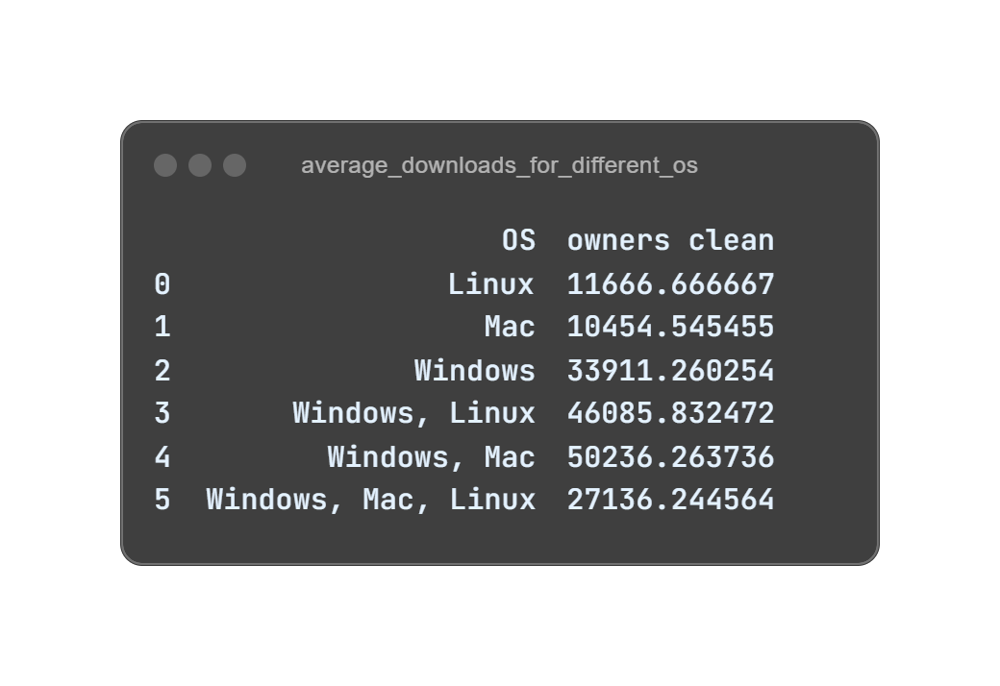 average_downloads_for_different_os
OS owners clean
0 Linux 11666.666667
1 Mac 10454.545455
2 Windows 33911.260254
3 Windows, Linux 46085.832472
4 Windows, Mac 50236.263736
5 Windows, Mac, Linux 27136.244564